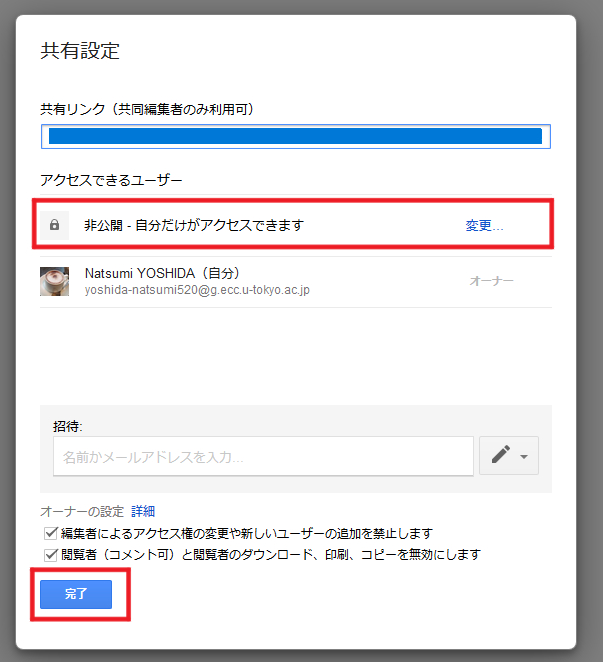 共有設定
共有リンク（共同編集者のみ利用可）
アクセスできるユーザー
非公開 - 自分だけがアクセスできます 変更...
Natsumi YOSHIDA（自分）
yoshida-natsumi520@g.ecc.u-tokyo.ac.jp
オーナー
招待:
名前かメールアドレスを入力...
オーナーの設定 詳細
編集者によるアクセス権の変更や新しいユーザーの追加を禁止します
閲覧者（コメント可）と閲覧者のダウンロード、印刷、コピーを無効にします
完了